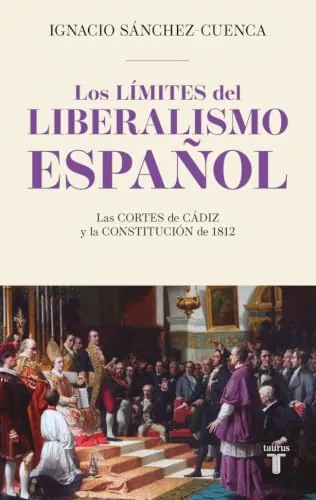 IGNACIO SÁNCHEZ-CUENCA
Los LÍMITES del
LIBERALISMO
ESPAÑOL
Las CORTES de CÁDIZ
y la CONSTITUCIÓN de 1812
taurus
T